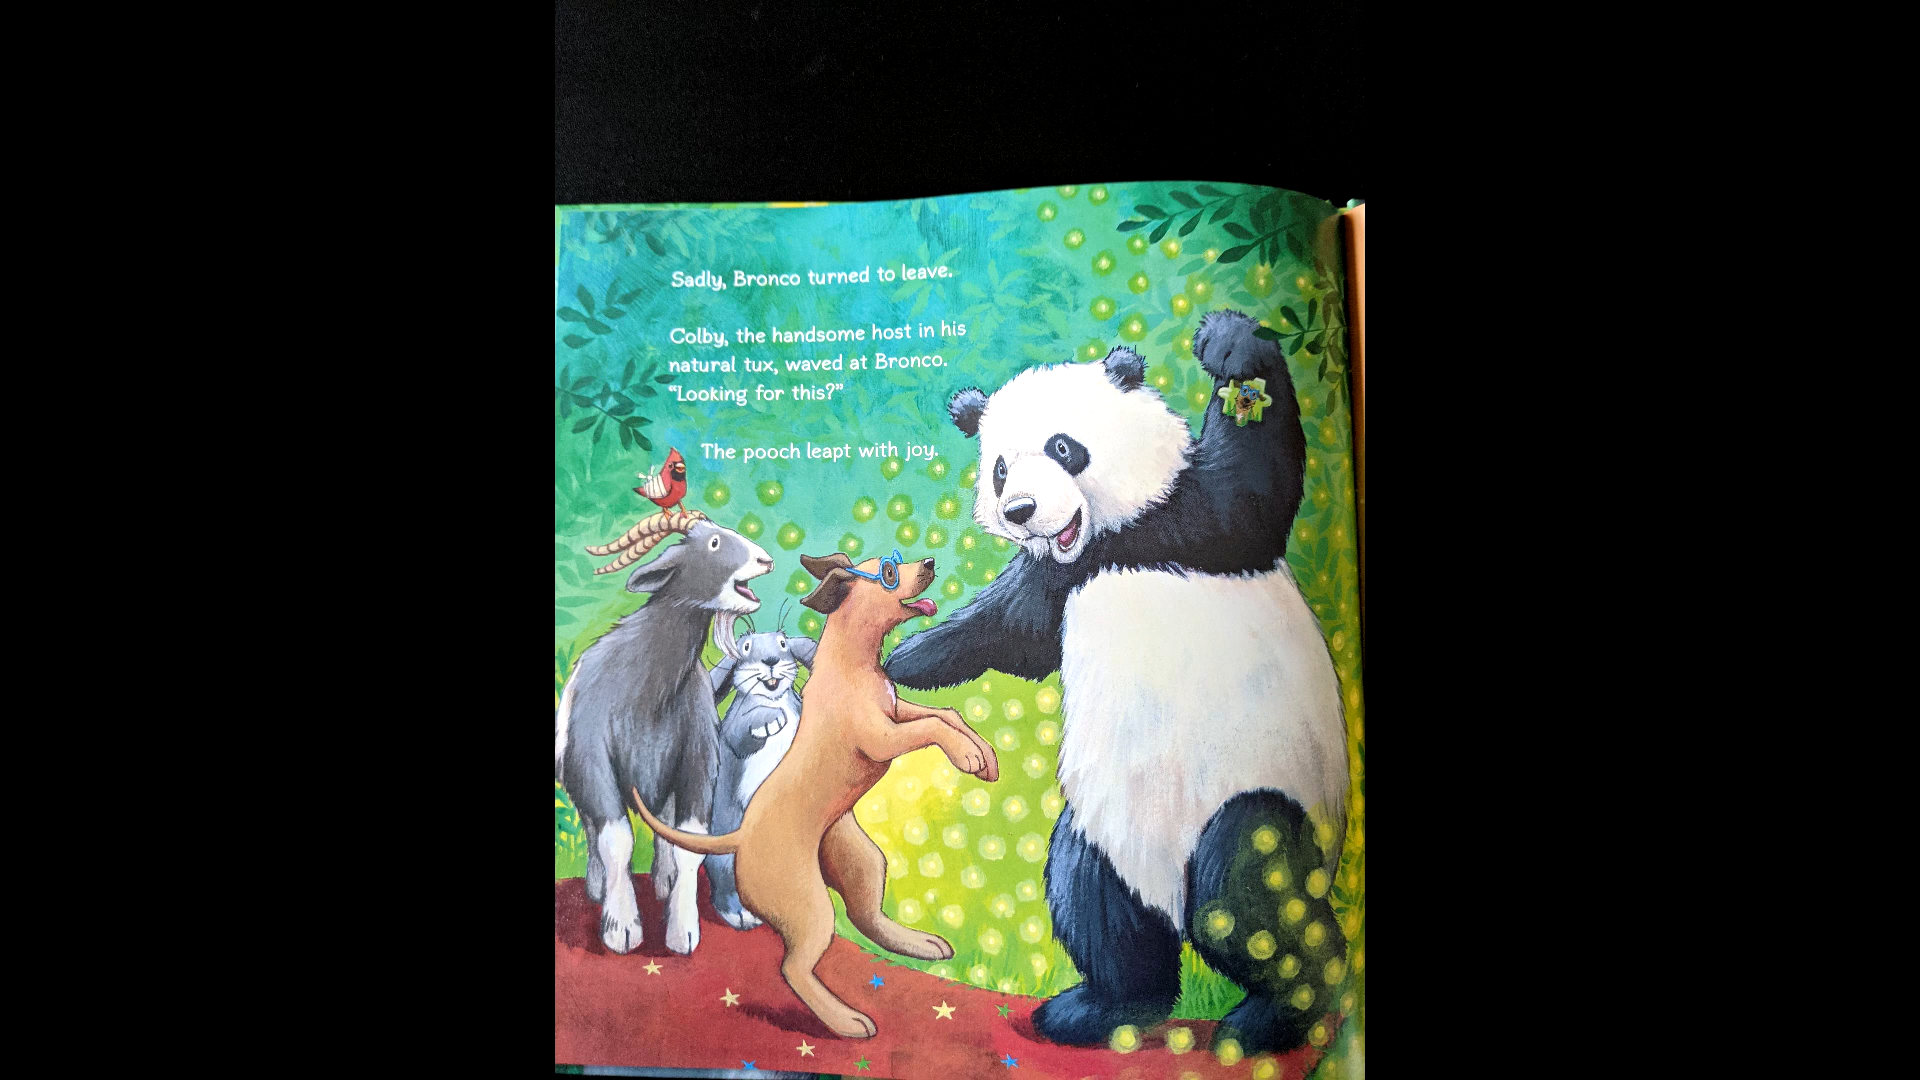 Sadly, Bronco turned to leave.
Colby, the handsome host in his
natural tux, waved at Bronco.
“Looking for this?”
The pooch leapt with joy.